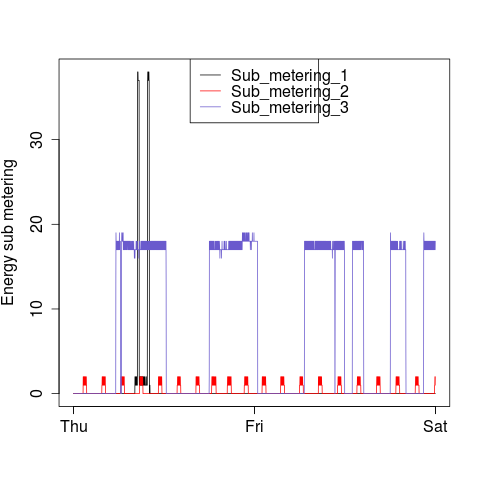 Sub_metering_1
Sub_metering_2
Sub_metering_3
Energy sub metering
30
20
10
0
Thu
Fri
Sat